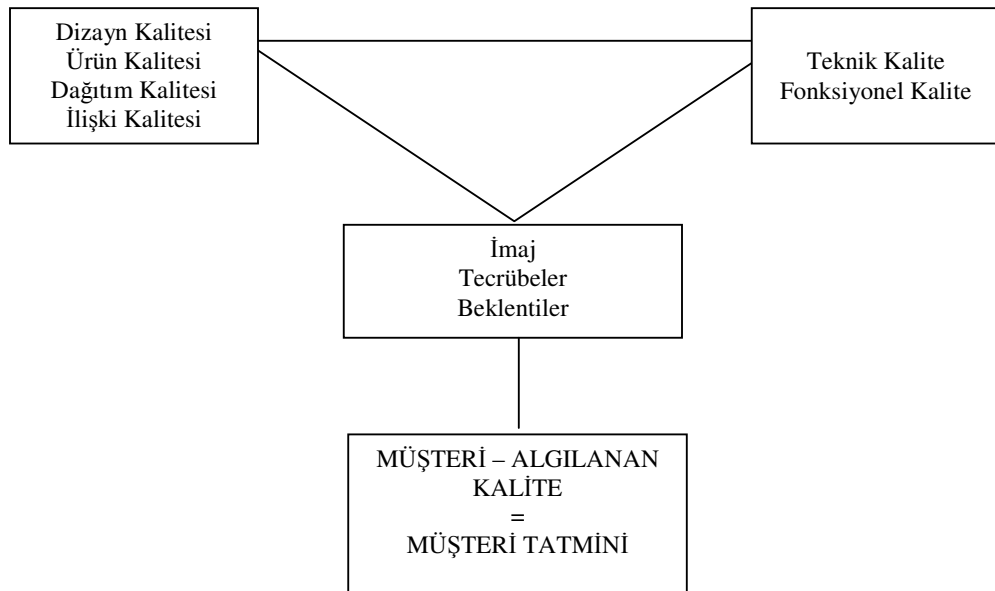 Dizayn Kalitesi
Ürün Kalitesi
Dağıtım Kalitesi
İlişki Kalitesi
Teknik Kalite
Fonksiyonel Kalite
İmaj
Tecrübeler
Beklentiler
MÜŞTERİ – ALGILANAN
KALİTE
=
MÜŞTERİ TATMİNİ